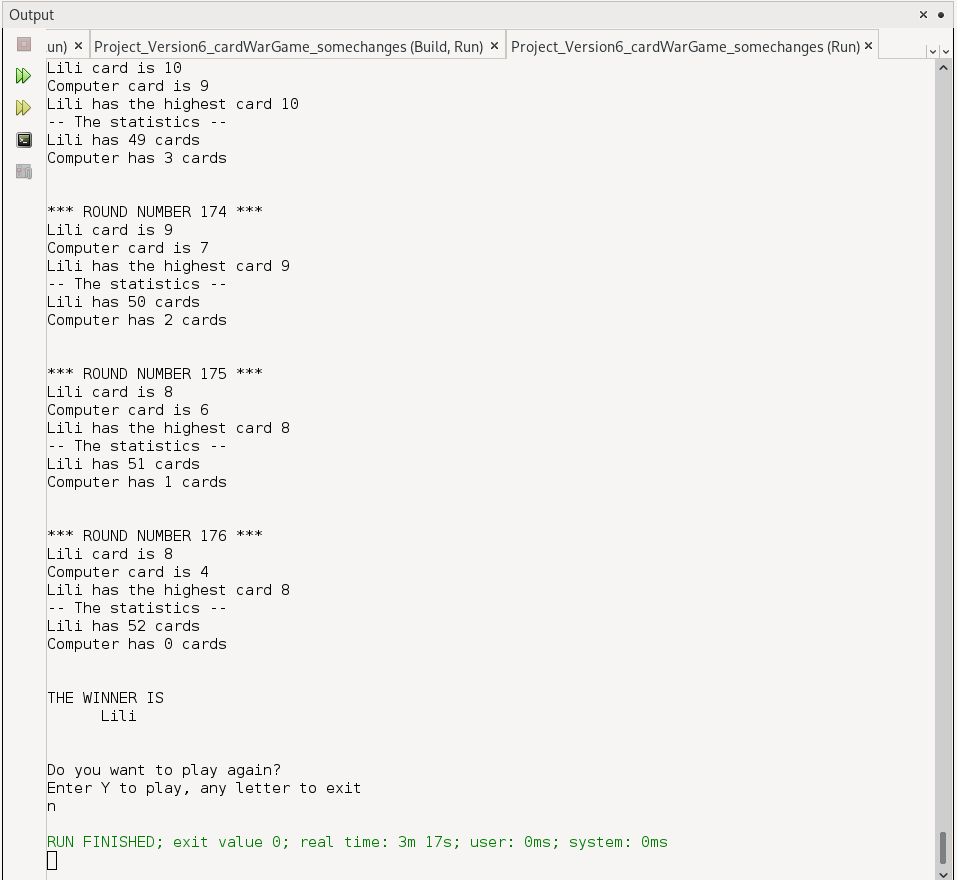 Output
un) Project_Version6_cardWarGame_somechanges (Build, Run) Project_Version6_cardWarGame_somechanges (Run)
Lili card is 10
Computer card is 9
Lili has the highest card 10
-- The statistics --
Lili has 49 cards
Computer has 3 cards
*** ROUND NUMBER 174 ***
Lili card is 9
Computer card is 7
Lili has the highest card 9
-- The statistics --
Lili has 50 cards
Computer has 2 cards
*** ROUND NUMBER 175 ***
Lili card is 8
Computer card is 6
Lili has the highest card 8
-- The statistics --
Lili has 51 cards
Computer has 1 cards
*** ROUND NUMBER 176 ***
Lili card is 8
Computer card is 4
Lili has the highest card 8
-- The statistics --
Lili has 52 cards
Computer has 0 cards
THE WINNER IS
Lili
Do you want to play again?
Enter Y to play, any letter to exit
n
RUN FINISHED; exit value 0; real time: 3m 17s; user: 0ms; system: 0ms